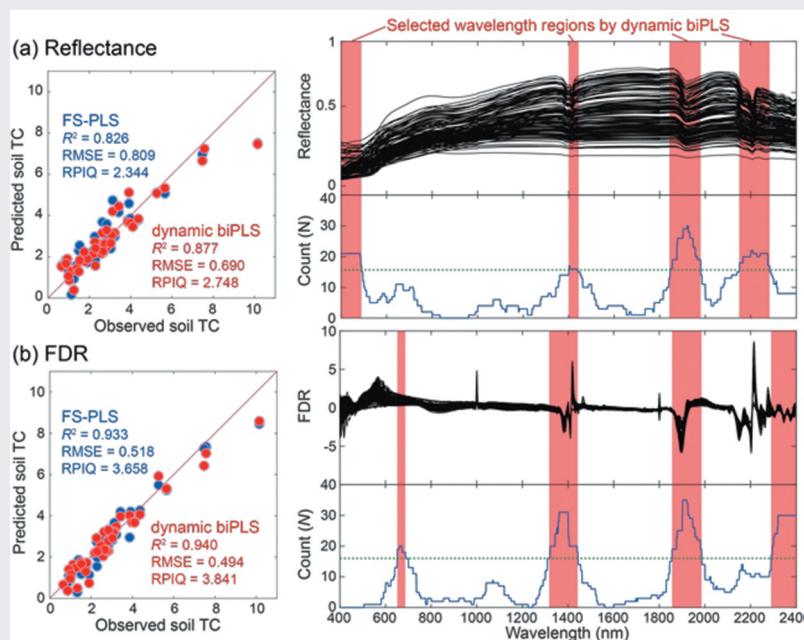 Selected wavelength regions by dynamic biPLS
(a) Reflectance
10
8
6
4
2
0
Predicted soil TC
FS-PLS
R² = 0.826
RMSE = 0.809
RPIQ = 2.344
dynamic biPLS
R² = 0.877
RMSE = 0.690
RPIQ = 2.748
0 2 4 6 8 10
Observed soil TC
1
0.5
0
Reflectance
40
30
20
10
0
Count (N)
(b) FDR
10
8
6
4
2
0
Predicted soil TC
FS-PLS
R² = 0.933
RMSE = 0.518
RPIQ = 3.658
dynamic biPLS
R² = 0.940
RMSE = 0.494
RPIQ = 3.841
0 2 4 6 8 10
Observed soil TC
10
5
0
-5
FDR
40
30
20
10
0
Count (N)
400 600 800 1000 1200 1400 1600 1800 2000 2200 2400
Wavelength (nm)